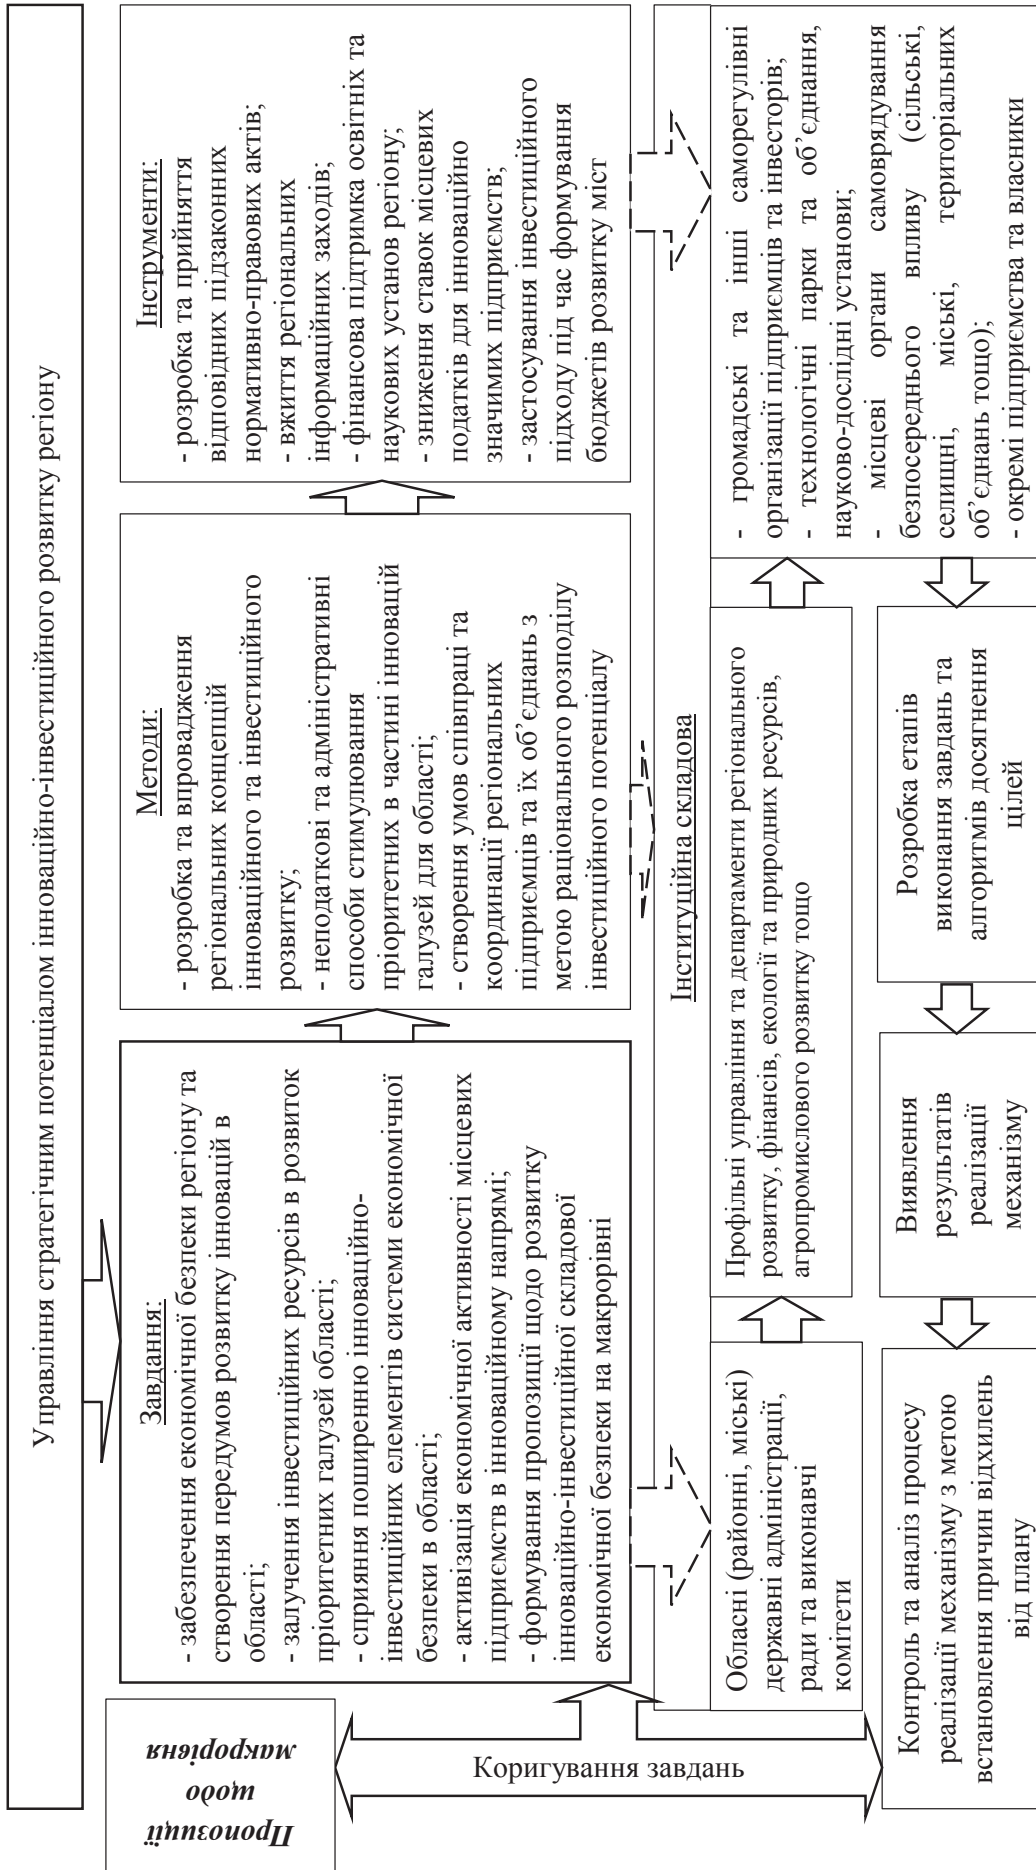 Управління стратегічним потенціалом інноваційно-інвестиційного розвитку регіону
Пропозиції
щодо
макрорівня
Завдання:
- забезпечення економічної безпеки регіону та
створення передумов розвитку інновацій в
області;
- залучення інвестиційних ресурсів в розвиток
пріоритетних галузей області;
- сприяння поширенню інноваційно-
інвестиційних елементів системи економічної
безпеки в області;
- активізація економічної активності місцевих
підприємств в інноваційному напрямі;
- формування пропозиції щодо розвитку
інноваційно-інвестиційної складової
економічної безпеки на макрорівні
Методи:
- розробка та впровадження
регіональних концепцій
інноваційного та інвестиційного
розвитку;
- неподаткові та адміністративні
способи стимулювання
пріоритетних в частині інновацій
галузей для області;
- створення умов співпраці та
координації регіональних
підприємців та їх об’єднань з
метою раціонального розподілу
інвестиційного потенціалу
Інструменти:
- розробка та прийняття
відповідних підзаконних
нормативно-правових актів;
- вжиття регіональних
інформаційних заходів;
- фінансова підтримка освітніх та
наукових установ регіону;
- зниження ставок місцевих
податків для інноваційно
значимих підприємств;
- застосування інвестиційного
підходу під час формування
бюджетів розвитку міст
Коригування завдань
Інституційна складова
Обласні (районні, міські)
державні адміністрації,
ради та виконавчі
комітети
Профільні управління та департаменти регіонального
розвитку, фінансів, екології та природних ресурсів,
агропромислового розвитку тощо
- громадські та інші саморегулівні
організації підприємців та інвесторів;
- технологічні парки та об’єднання,
науково-дослідні установи;
- місцеві органи самоврядування
безпосереднього впливу (сільські,
селищні, міські, територіальних
об’єднань тощо);
- окремі підприємства та власники
Контроль та аналіз процесу
реалізації механізму з метою
встановлення причин відхилень
від плану
Виявлення
результатів
реалізації
механізму
Розробка етапів
виконання завдань та
алгоритмів досягнення
цілей